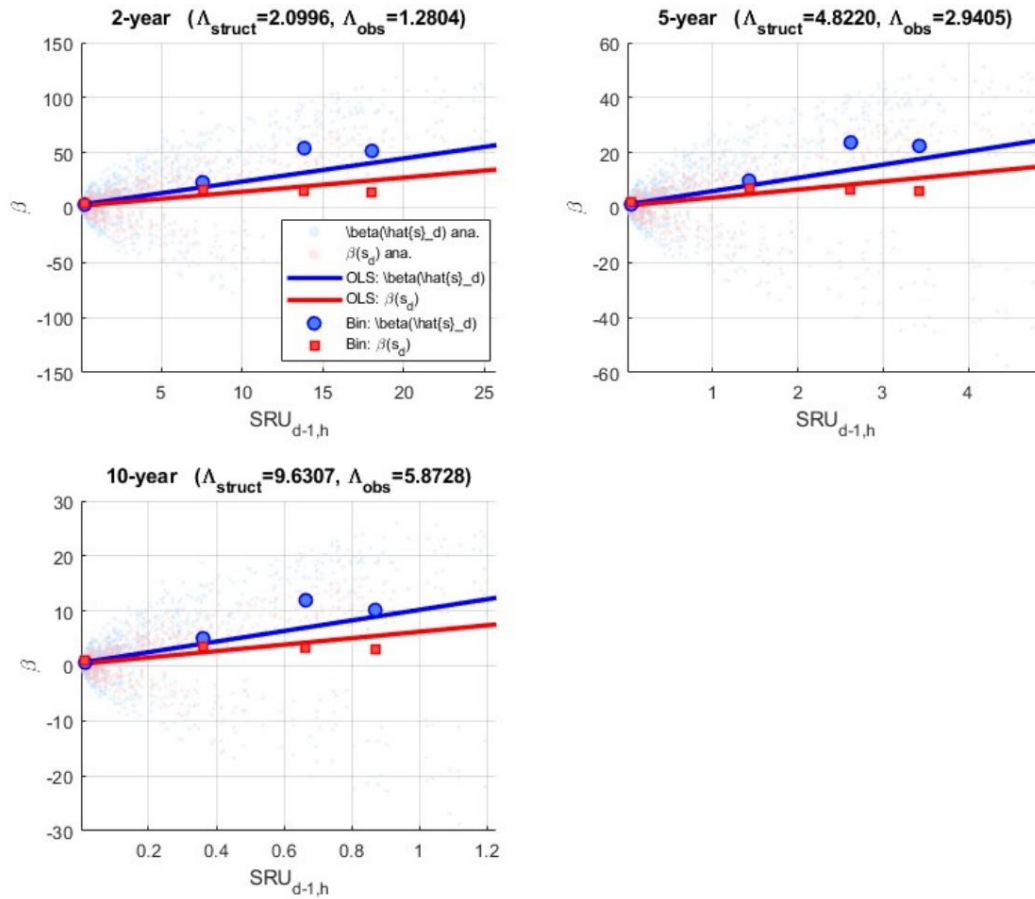 2-year (Λstruct=2.0996, Λobs=1.2804)
150
100
50
0
-50
-100
-150
β
5 10 15 20 25
SRUd-1,h
\beta(\hat{s}_d) ana.
β(sd) ana.
OLS: \beta(\hat{s}_d)
OLS: β(sd)
Bin: \beta(\hat{s}_d)
Bin: β(sd)
5-year (Λstruct=4.8220, Λobs=2.9405)
60
40
20
0
-20
-40
-60
β
1 2 3 4
SRUd-1,h
10-year (Λstruct=9.6307, Λobs=5.8728)
30
20
10
0
-10
-20
-30
β
0.2 0.4 0.6 0.8 1 1.2
SRUd-1,h